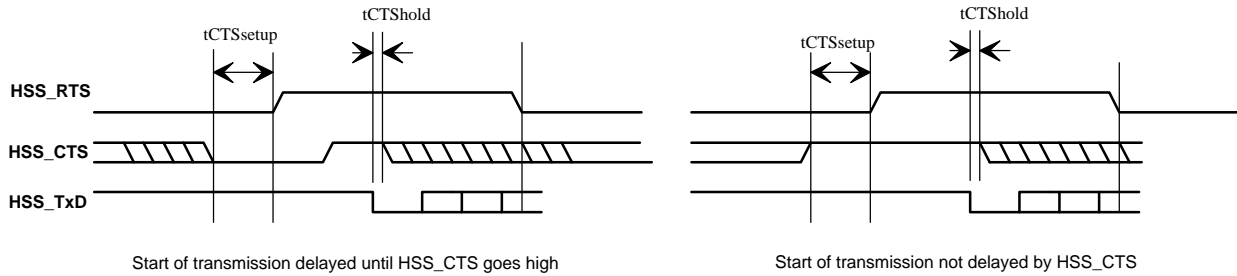 tCTShold
tCTSsetup
HSS_RTS
HSS_CTS
HSS_TxD
Start of transmission delayed until HSS_CTS goes high
tCTShold
tCTSsetup
Start of transmission not delayed by HSS_CTS